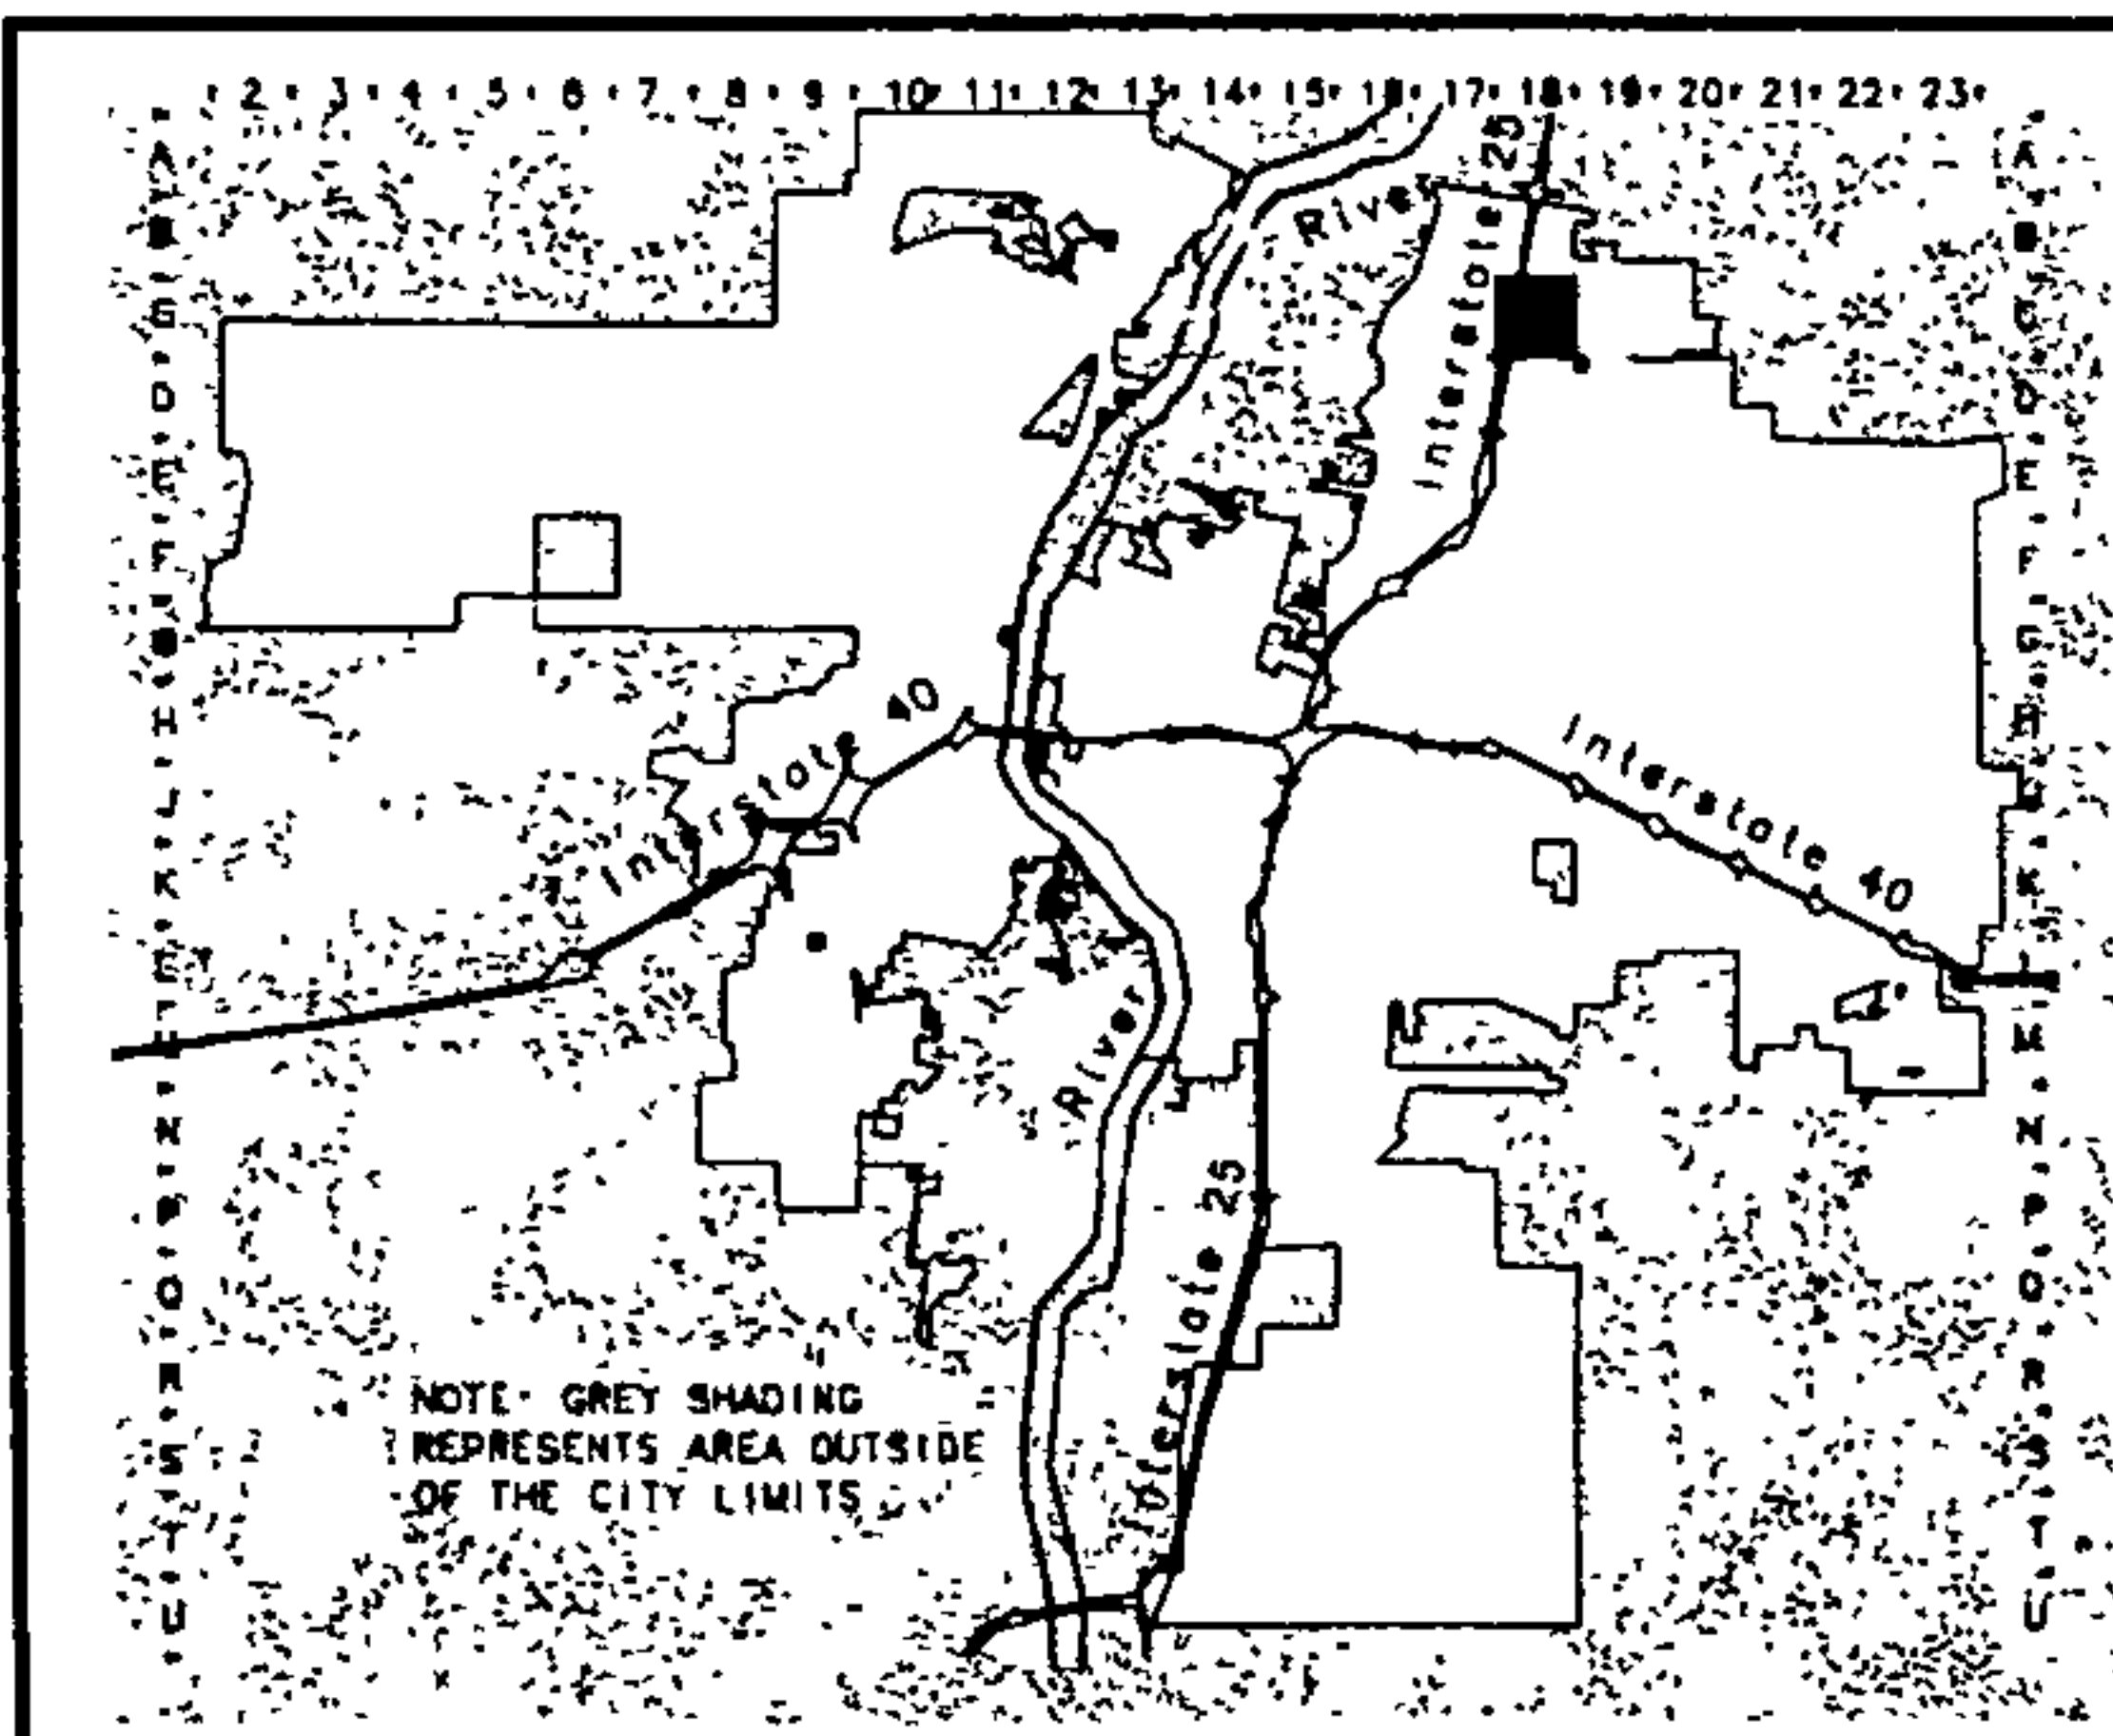 2 · 3 · 4 · 5 · 6 · 7 · 8 · 9 · 10 · 11 · 12 · 13 · 14 · 15 · 16 · 17 · 18 · 19 · 20 · 21 · 22 · 23 ·
River
Interstate 25
Interstate 40
Interstate 40
River
Interstate 25
NOTE· GREY SHADING
REPRESENTS AREA OUTSIDE
OF THE CITY LIMITS